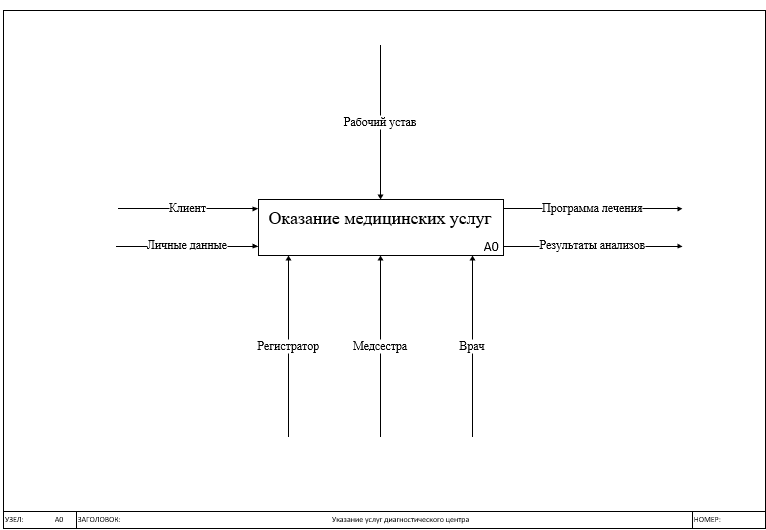 Рабочий устав
Клиент
Оказание медицинских услуг
Программа лечения
Личные данные
A0
Результаты анализов
Регистратор
Медсестра
Врач
УЗЕЛ: A0 ЗАГОЛОВОК: Указание услуг диагностического центра НОМЕР: